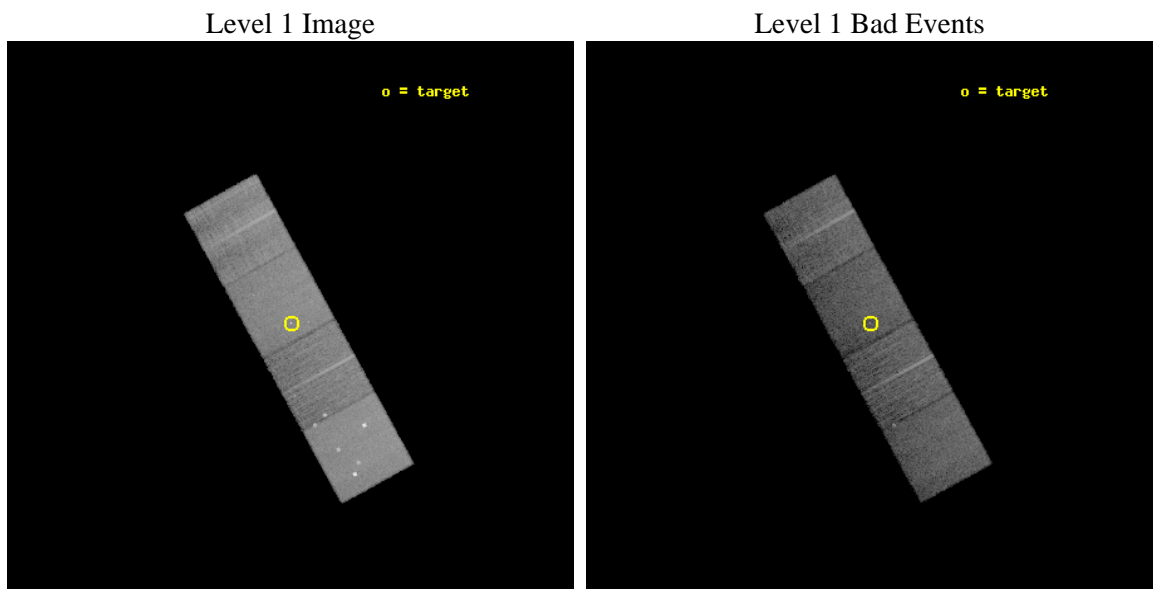 Level 1 Image
Level 1 Bad Events
o = target
o = target